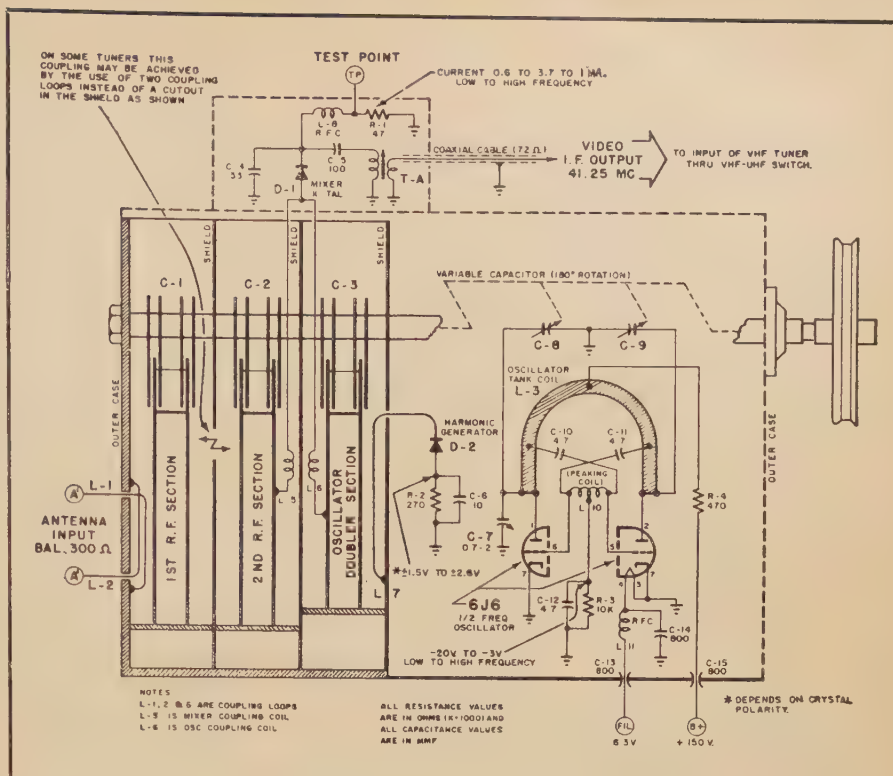 ON SOME TUNERS THIS
COUPLING MAY BE ACHIEVED
BY THE USE OF TWO COUPLING
LOOPS INSTEAD OF A CUTOUT
IN THE SHIELD AS SHOWN
TEST POINT
TP
CURRENT 0.6 TO 3.7 TO 1 MA.
LOW TO HIGH FREQUENCY
L-8
R.F.C.
R-1
47
C-4
33
C-5
100
D-1
MIXER
X TAL
T-A
COAXIAL CABLE (72 Ω)
VIDEO
I.F. OUTPUT
41.25 MC
TO INPUT OF VHF TUNER
THRU VHF-UHF SWITCH.
OUTER CASE
SHIELD
SHIELD
SHIELD
C-1
C-2
C-3
VARIABLE CAPACITOR (180° ROTATION)
C-8
C-9
OSCILLATOR
TANK COIL
L-3
C-10
4.7
C-11
4.7
(PEAKING
COIL)
L-10
HARMONIC
GENERATOR
D-2
R-2
270
C-6
10
C-7
0.7-2
*±1.5V TO ±2.8V
L-1
L-2
A
A
ANTENNA
INPUT
BAL. 300 Ω
1ST R.F. SECTION
2ND R.F. SECTION
OSCILLATOR
DOUBLER SECTION
L-5
L-6
L-7
1
6
7
2
5
4
3
7
6J6
1/2 FREQ
OSCILLATOR
C-12
47
R-3
10K
-20V. TO -3V
LOW TO HIGH FREQUENCY
R.F.C.
L-11
C-14
800
C-13
800
C-15
800
R-4
470
OUTER CASE
FIL
6.3V
B+
+150 V.
* DEPENDS ON CRYSTAL
POLARITY.
NOTES
L-1, 2 & 6 ARE COUPLING LOOPS
L-5 IS MIXER COUPLING COIL
L-6 IS OSC COUPLING COIL
ALL RESISTANCE VALUES
ARE IN OHMS (K=1000) AND
ALL CAPACITANCE VALUES
ARE IN MMF